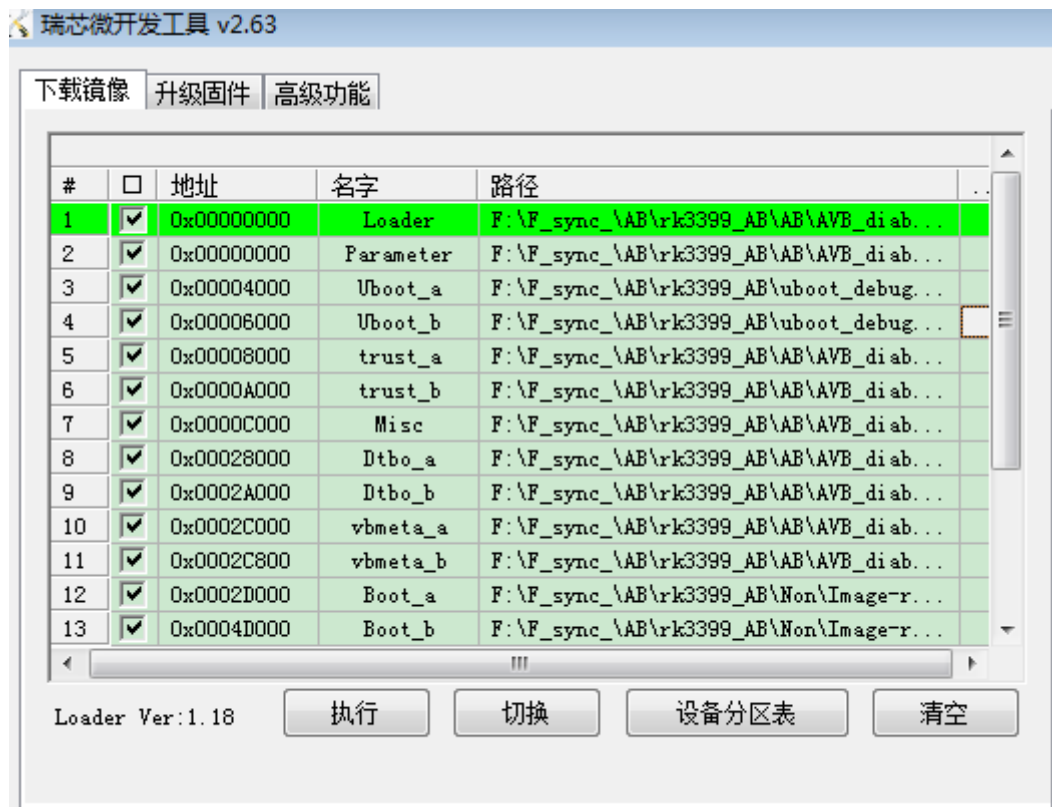 瑞芯微开发工具 v2.63
下载镜像 升级固件 高级功能
# 地址 名字 路径 ..
1 0x00000000 Loader F:\F_sync_\AB\rk3399_AB\AB\AVB_diab...
2 0x00000000 Parameter F:\F_sync_\AB\rk3399_AB\AB\AVB_diab...
3 0x00004000 Uboot_a F:\F_sync_\AB\rk3399_AB\uboot_debug...
4 0x00006000 Uboot_b F:\F_sync_\AB\rk3399_AB\uboot_debug...
5 0x00008000 trust_a F:\F_sync_\AB\rk3399_AB\AB\AVB_diab...
6 0x0000A000 trust_b F:\F_sync_\AB\rk3399_AB\AB\AVB_diab...
7 0x0000C000 Misc F:\F_sync_\AB\rk3399_AB\AB\AVB_diab...
8 0x00028000 Dtbo_a F:\F_sync_\AB\rk3399_AB\AB\AVB_diab...
9 0x0002A000 Dtbo_b F:\F_sync_\AB\rk3399_AB\AB\AVB_diab...
10 0x0002C000 vbmeta_a F:\F_sync_\AB\rk3399_AB\AB\AVB_diab...
11 0x0002C800 vbmeta_b F:\F_sync_\AB\rk3399_AB\AB\AVB_diab...
12 0x0002D000 Boot_a F:\F_sync_\AB\rk3399_AB\Non\Image-r...
13 0x0004D000 Boot_b F:\F_sync_\AB\rk3399_AB\Non\Image-r...
Loader Ver:1.18 执行 切换 设备分区表 清空